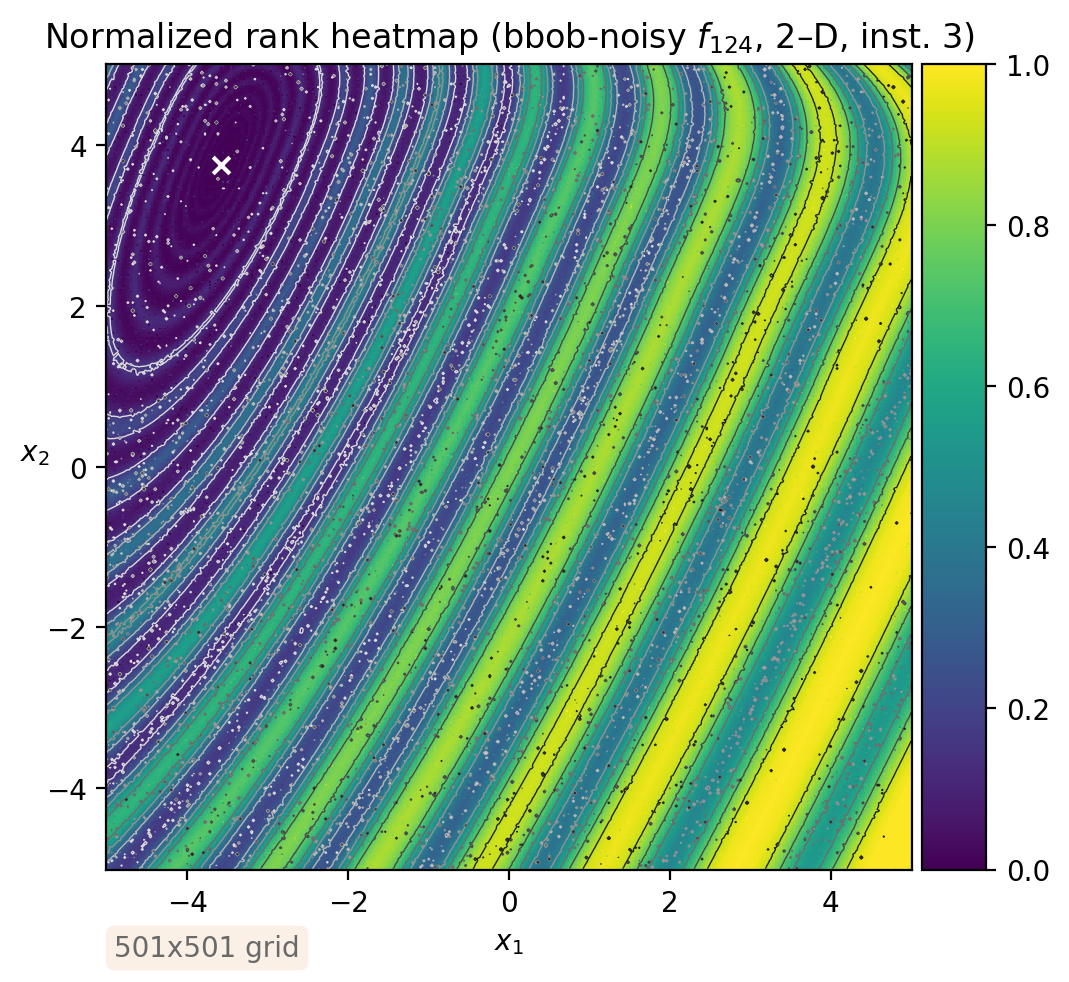 Normalized rank heatmap (bbob-noisy f₁₂₄, 2–D, inst. 3)
1.0
0.8
0.6
0.4
0.2
0.0
4
2
0
−2
−4
x₂
−4 −2 0 2 4
x₁
501x501 grid